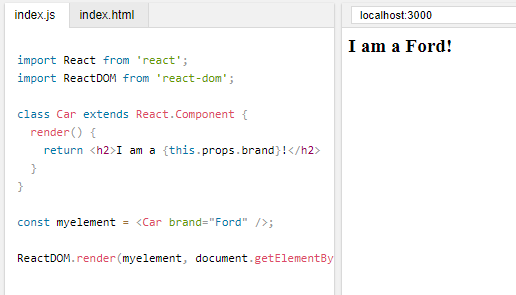 index.js index.html
import React from 'react';
import ReactDOM from 'react-dom';
class Car extends React.Component {
render() {
return <h2>I am a {this.props.brand}!</h2>
}
}
const myelement = <Car brand="Ford" />;
ReactDOM.render(myelement, document.getElementBy
localhost:3000
I am a Ford!